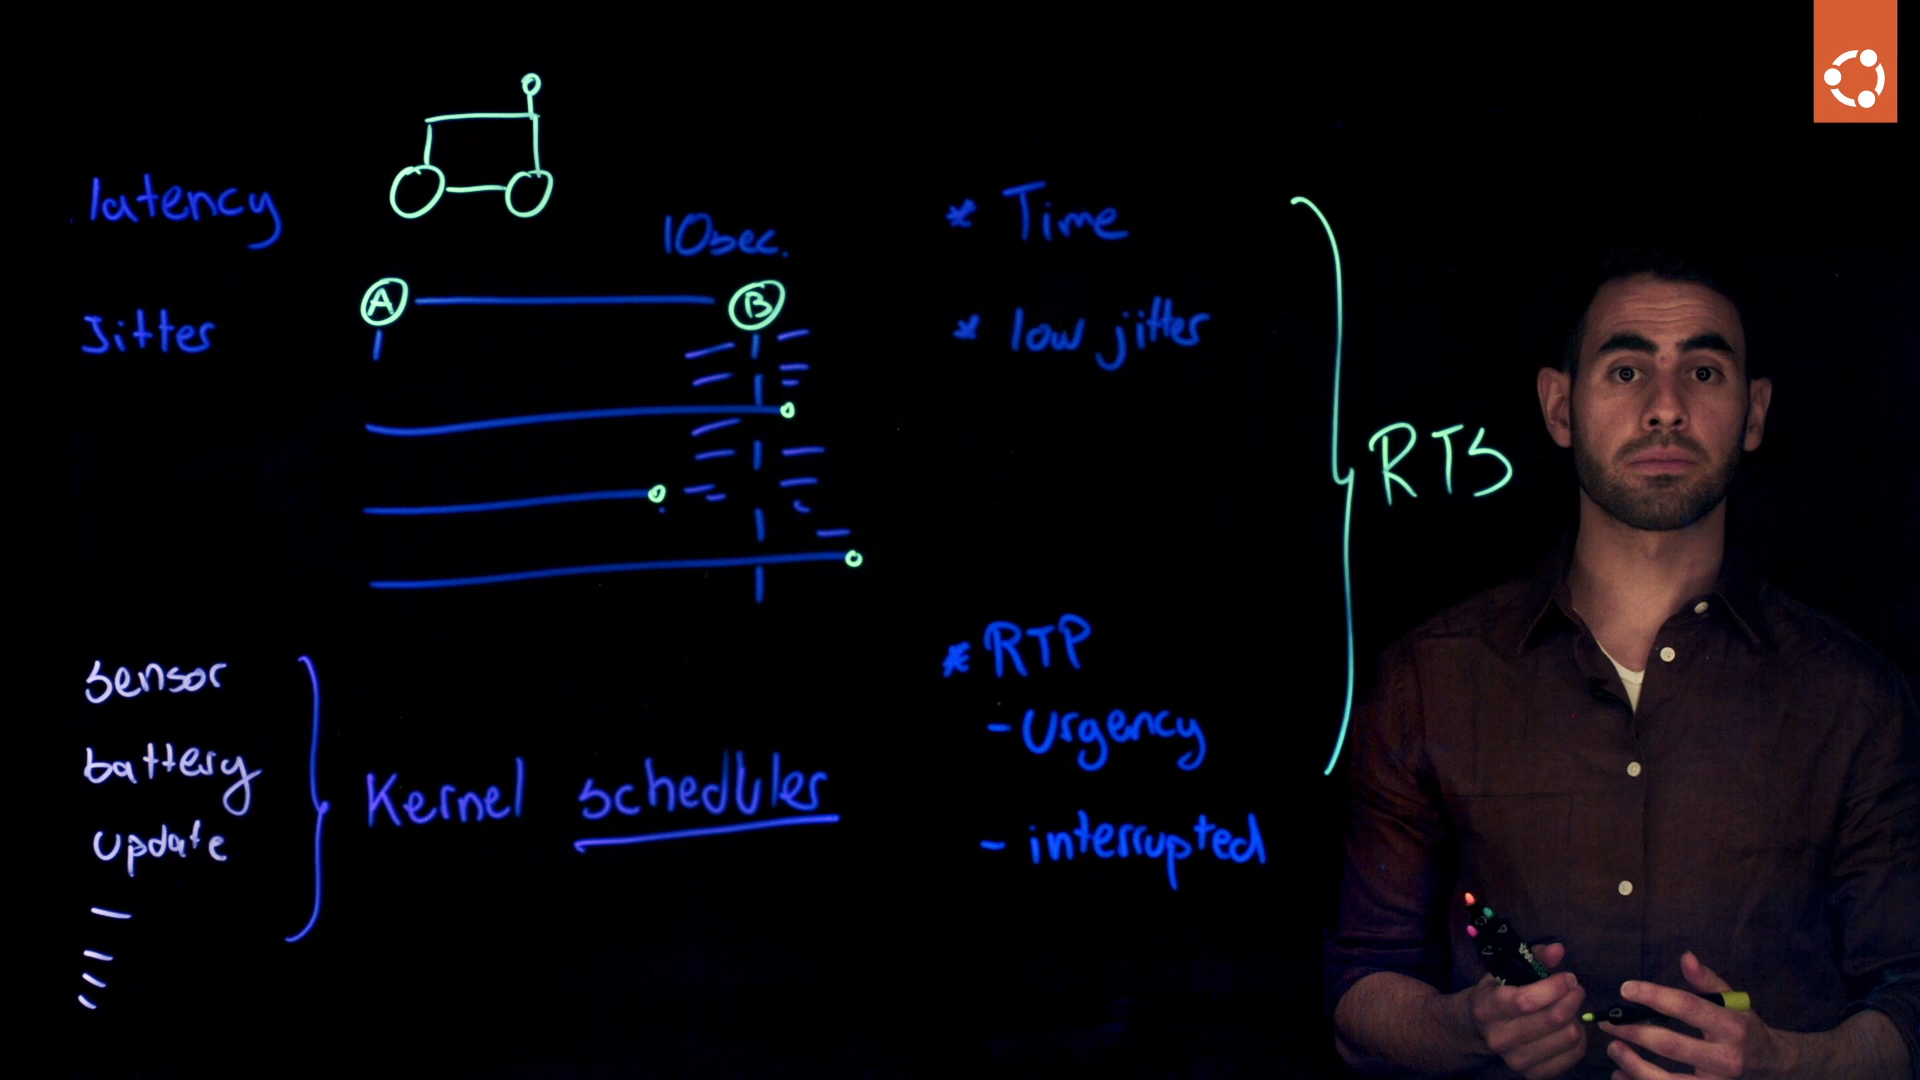 latency
Jitter
10sec.
A
B
sensor
battery
update
Kernel scheduler
* Time
* low jitter
* RTP
- Urgency
- interrupted
RTS